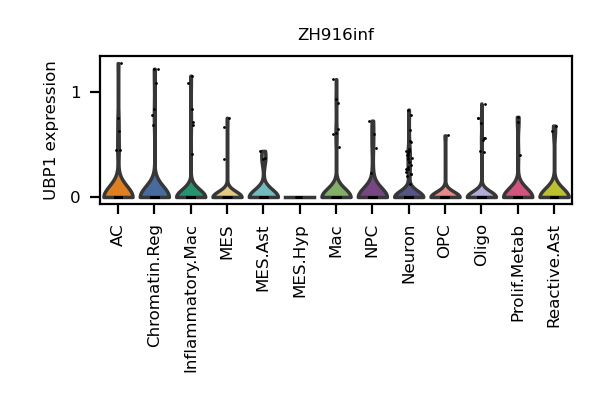 ZH916inf
UBP1 expression
1
0
AC
Chromatin.Reg
Inflammatory.Mac
MES
MES.Ast
MES.Hyp
Mac
NPC
Neuron
OPC
Oligo
Prolif.Metab
Reactive.Ast